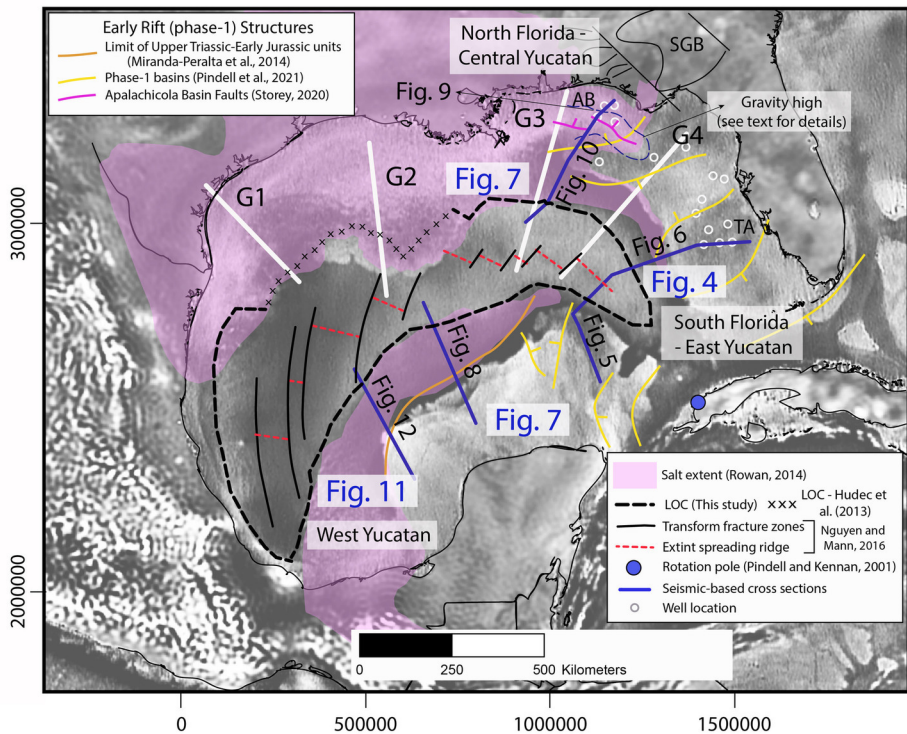 Early Rift (phase-1) Structures
Limit of Upper Triassic-Early Jurassic units
(Miranda-Peralta et al., 2014)
Phase-1 basins (Pindell et al., 2021)
Apalachicola Basin Faults (Storey, 2020)
North Florida -
Central Yucatan
SGB
Fig. 9
AB
G3
Gravity high
(see text for details)
G4
G2
G1
Fig. 7
Fig. 10
TA
Fig. 6
Fig. 4
South Florida
- East Yucatan
Fig. 5
Fig. 8
Fig. 12
Fig. 7
Fig. 11
West Yucatan
Salt extent (Rowan, 2014)
LOC (This study)
LOC - Hudec et
al. (2013)
Transform fracture zones
Extint spreading ridge
Nguyen and
Mann, 2016
Rotation pole (Pindell and Kennan, 2001)
Seismic-based cross sections
Well location
0 250 500 Kilometers
3000000
2000000
0 500000 1000000 1500000